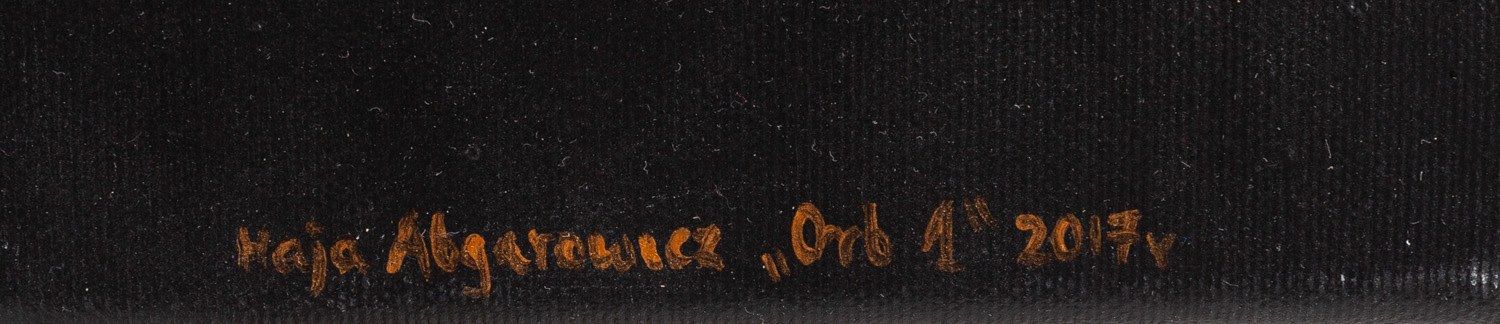 Maja Abgarowicz „Orb 1" 2017r